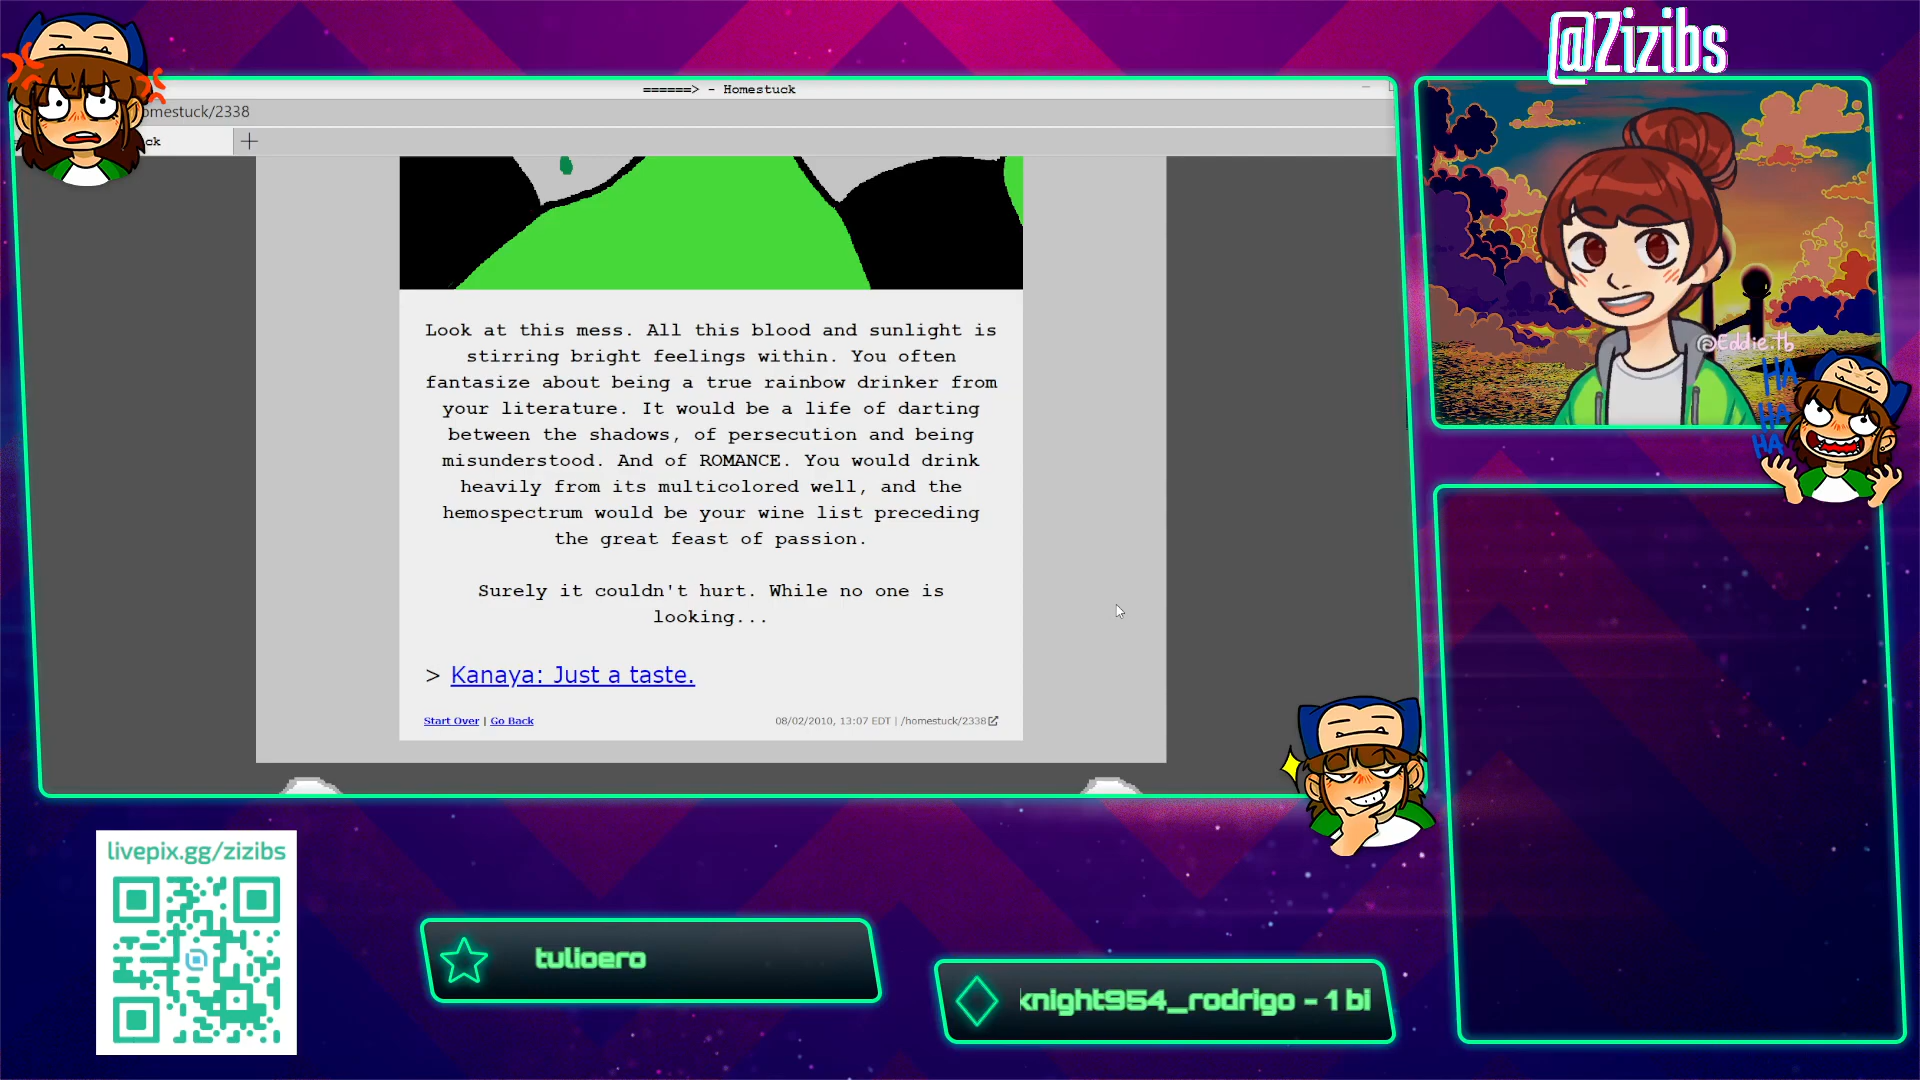 @Zizibs
======> - Homestuck
omestuck/2338
ck
Look at this mess. All this blood and sunlight is
stirring bright feelings within. You often
fantasize about being a true rainbow drinker from
your literature. It would be a life of darting
between the shadows, of persecution and being
misunderstood. And of ROMANCE. You would drink
heavily from its multicolored well, and the
hemospectrum would be your wine list preceding
the great feast of passion.
Surely it couldn't hurt. While no one is
looking...
> Kanaya: Just a taste.
Start Over | Go Back
08/02/2010, 13:07 EDT | /homestuck/2338
@Eddie.tb
HA
HA
HA
livepix.gg/zizibs
tulioero
knight954_rodrigo - 1 bi